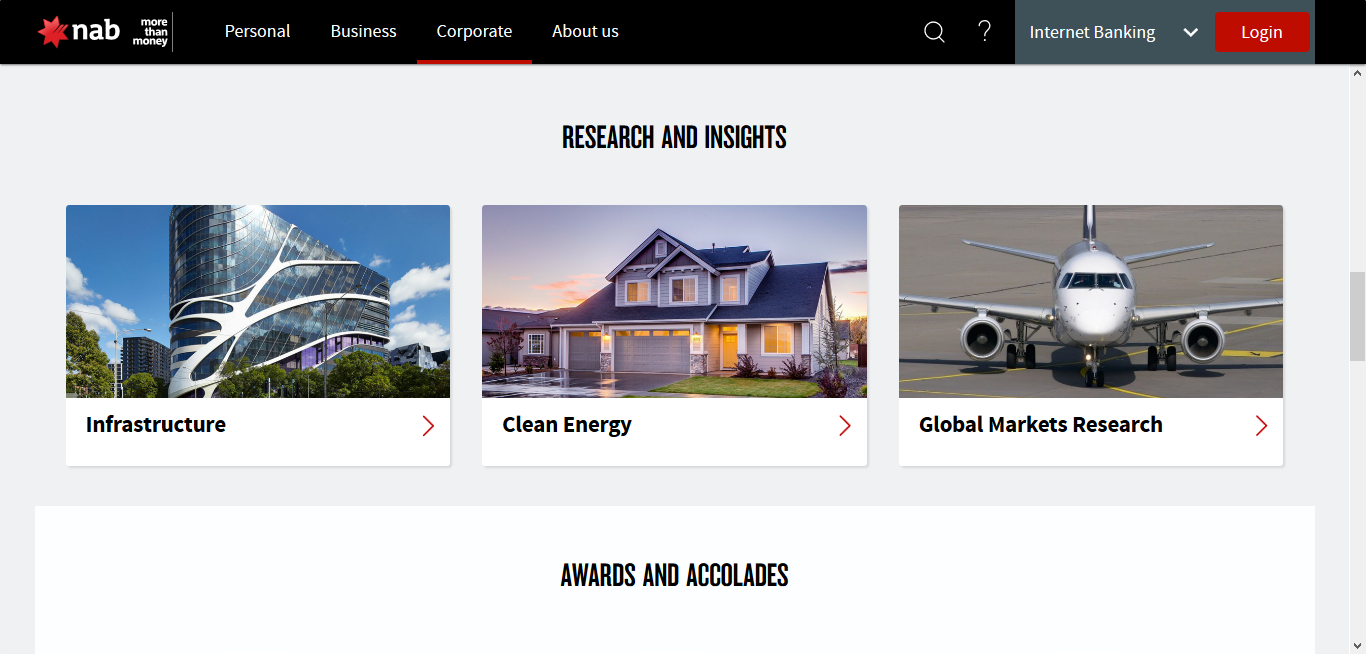 nab
more
than
money
Personal
Business
Corporate
About us
?
Internet Banking
Login
RESEARCH AND INSIGHTS
Infrastructure
Clean Energy
Global Markets Research
AWARDS AND ACCOLADES